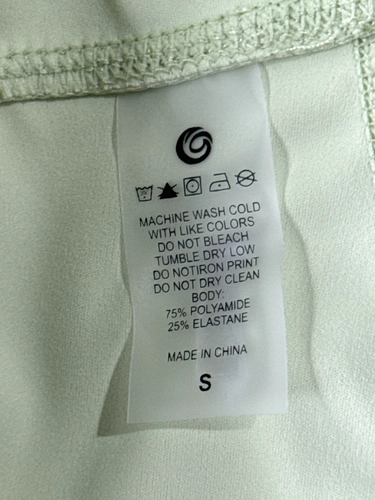 MACHINE WASH COLD
WITH LIKE COLORS
DO NOT BLEACH
TUMBLE DRY LOW
DO NOTIRON PRINT
DO NOT DRY CLEAN
BODY:
75% POLYAMIDE
25% ELASTANE
MADE IN CHINA
S